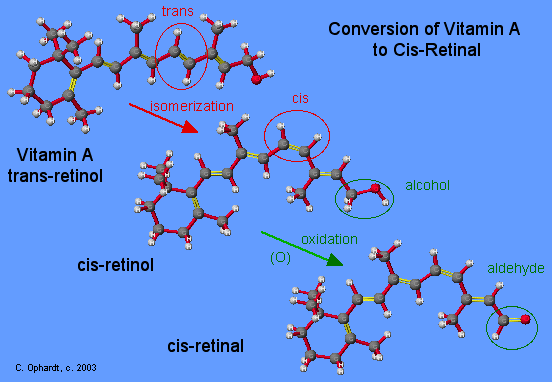 trans
Conversion of Vitamin A
to Cis-Retinal
isomerization
cis
Vitamin A
trans-retinol
alcohol
oxidation
(O)
cis-retinol
aldehyde
cis-retinal
C. Ophardt, c. 2003